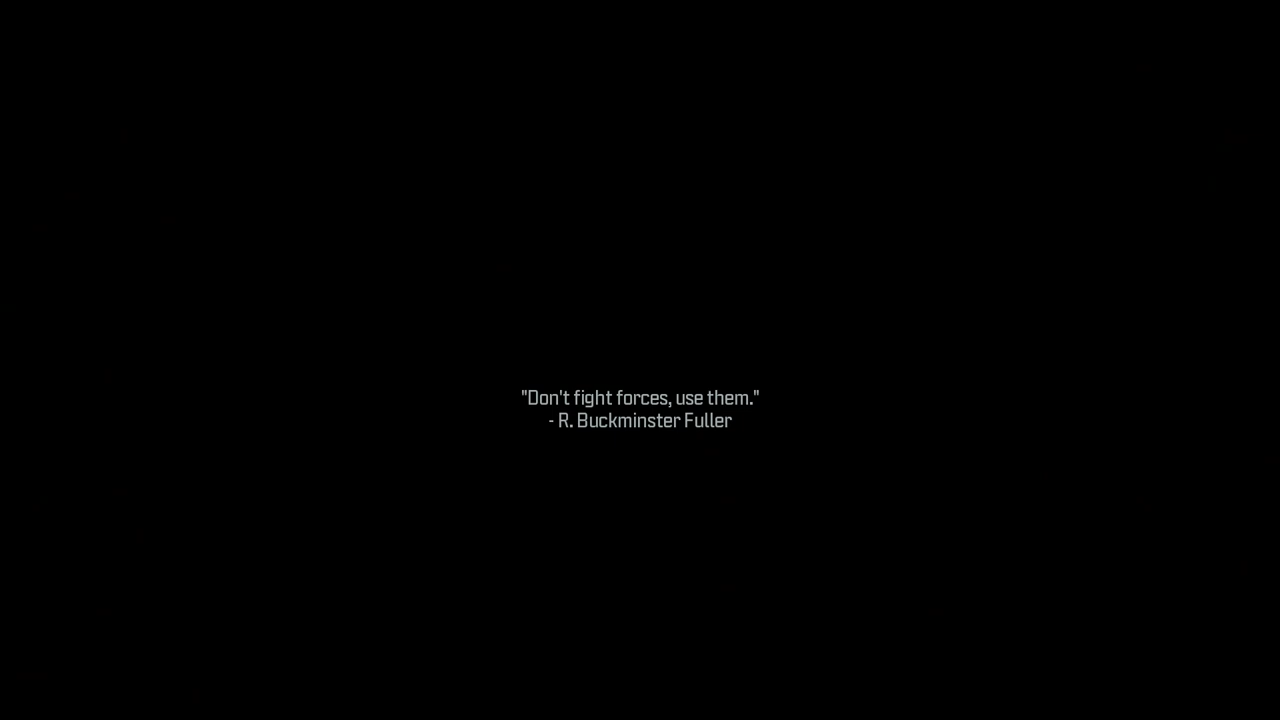 "Don't fight forces, use them."
- R. Buckminster Fuller